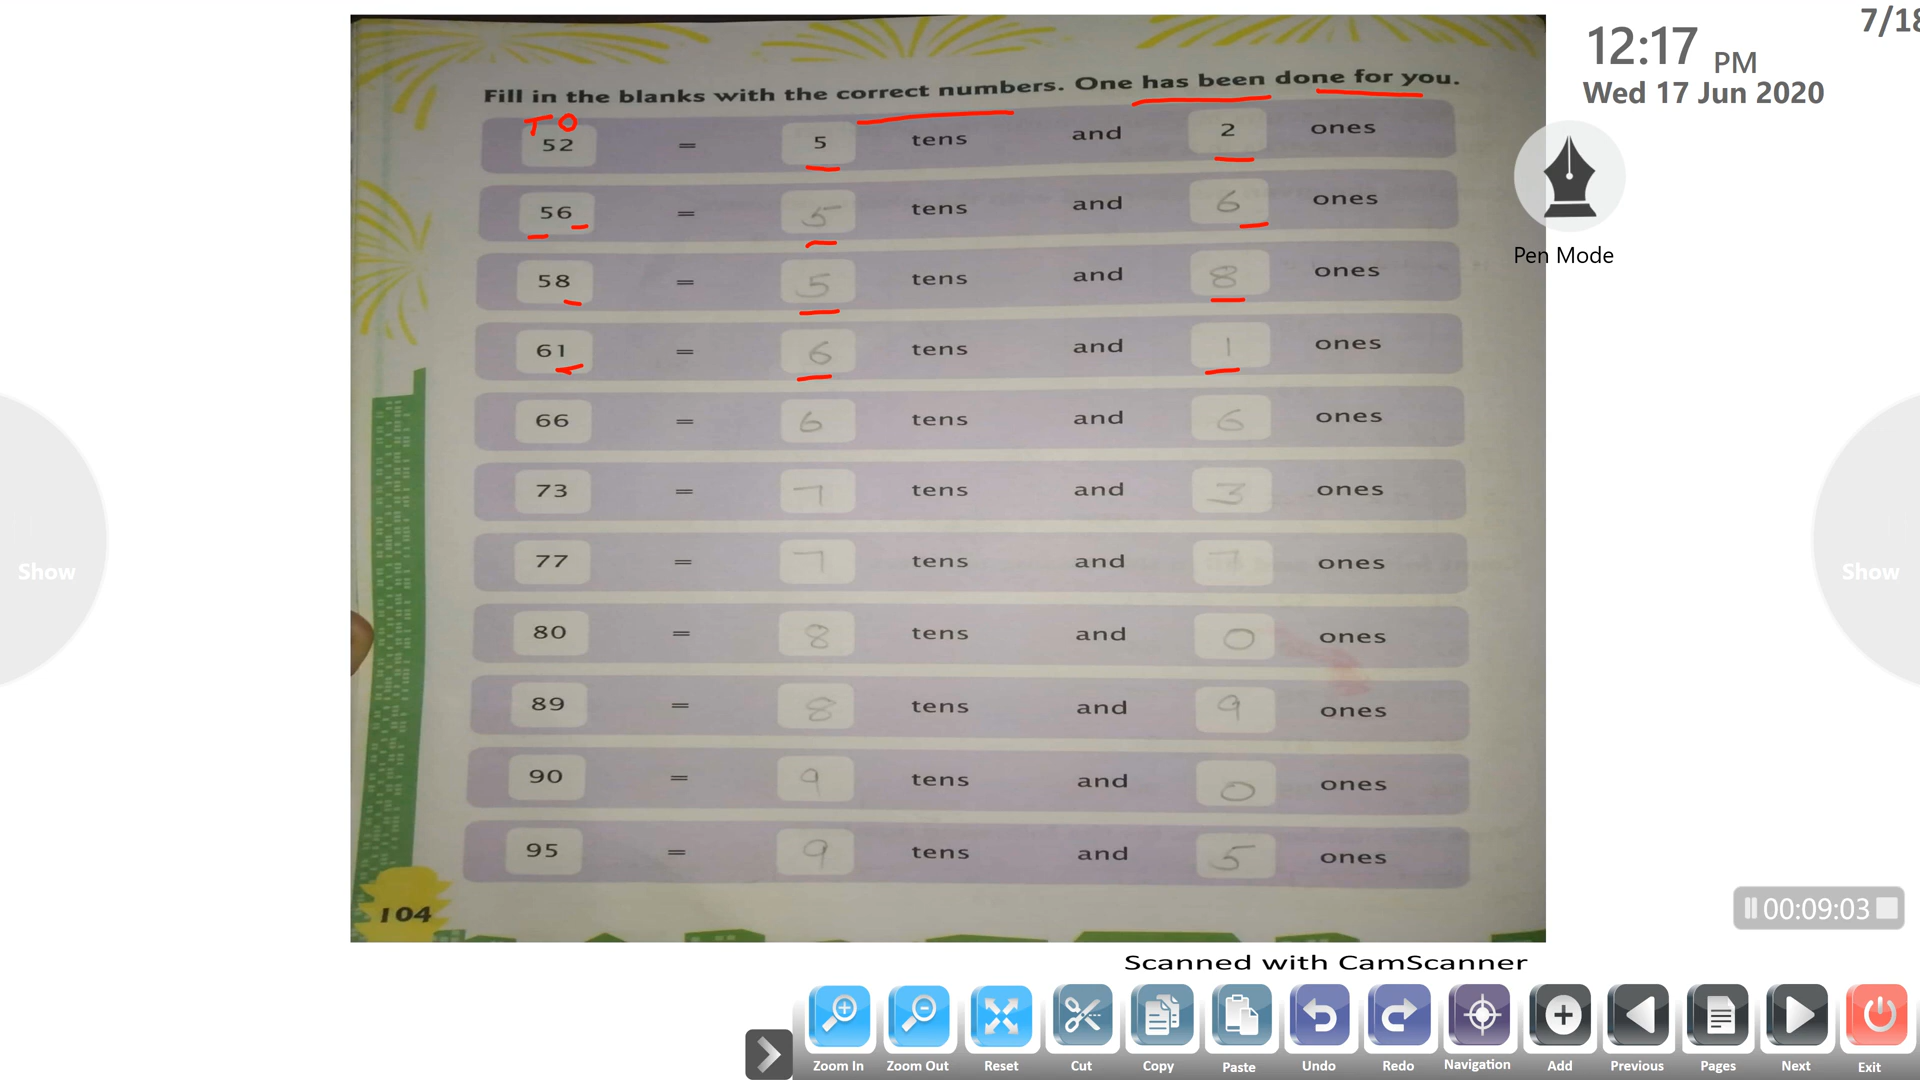 7/18
12:17 PM
Wed 17 Jun 2020
Pen Mode
Fill in the blanks with the correct numbers. One has been done for you.
T O
52 = 5 tens and 2 ones
56 = 5 tens and 6 ones
58 = 5 tens and 8 ones
61 = 6 tens and 1 ones
66 = 6 tens and 6 ones
73 = 7 tens and 3 ones
77 = 7 tens and 7 ones
80 = 8 tens and 0 ones
89 = 8 tens and 9 ones
90 = 9 tens and 0 ones
95 = 9 tens and 5 ones
104
Show
Show
00:09:03
Scanned with CamScanner
Zoom In Zoom Out Reset Cut Copy Paste Undo Redo Navigation Add Previous Pages Next Exit